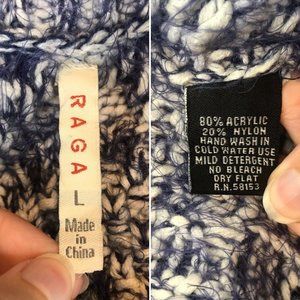 RAGA
L
Made
in
China
80% ACRYLIC
20% NYLON
HAND WASH IN
COLD WATER USE
MILD DETERGENT
NO BLEACH
DRY FLAT
R.N. 58153